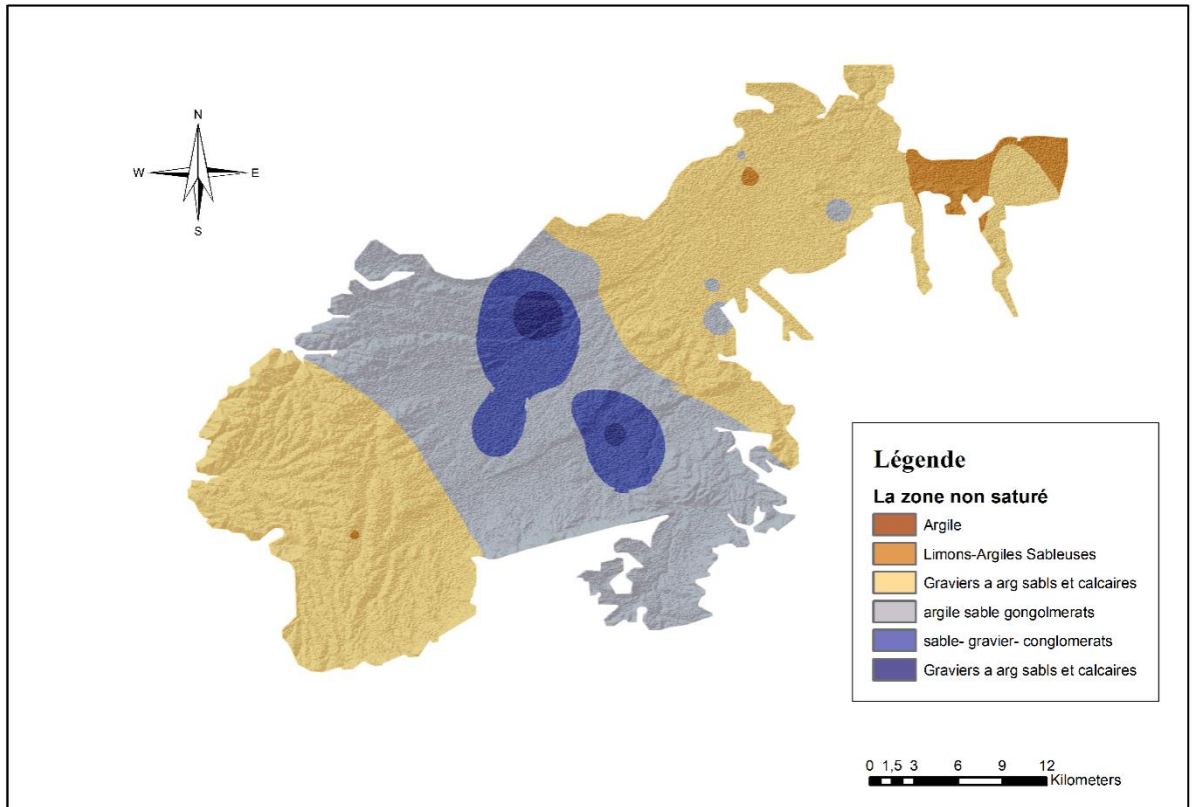 N
W E
S
Légende
La zone non saturé
Argile
Limons-Argiles Sableuses
Graviers a arg sabls et calcaires
argile sable gongolmerats
sable- gravier- conglomerats
Graviers a arg sabls et calcaires
0 1,5 3 6 9 12
Kilometers